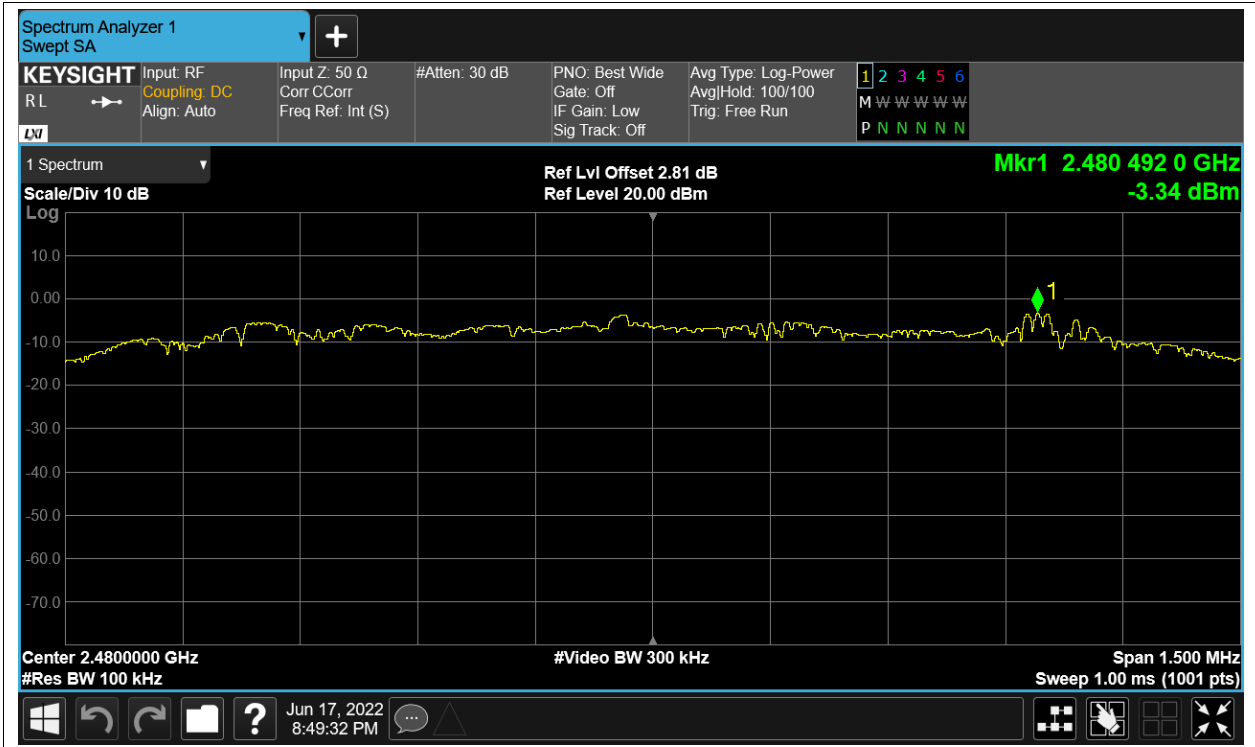 Spectrum Analyzer 1
Swept SA
KEYSIGHT
R L
LXI
Input: RF
Coupling: DC
Align: Auto
Input Z: 50 Ω
Corr CCorr
Freq Ref: Int (S)
#Atten: 30 dB
PNO: Best Wide
Gate: Off
IF Gain: Low
Sig Track: Off
Avg Type: Log-Power
Avg|Hold: 100/100
Trig: Free Run
1 2 3 4 5 6
M W W W W W
P N N N N N
1 Spectrum
Scale/Div 10 dB
Log
Ref Lvl Offset 2.81 dB
Ref Level 20.00 dBm
Mkr1 2.480 492 0 GHz
-3.34 dBm
10.0
0.00
1
-10.0
-20.0
-30.0
-40.0
-50.0
-60.0
-70.0
Center 2.4800000 GHz
#Res BW 100 kHz
#Video BW 300 kHz
Span 1.500 MHz
Sweep 1.00 ms (1001 pts)
?
Jun 17, 2022
8:49:32 PM